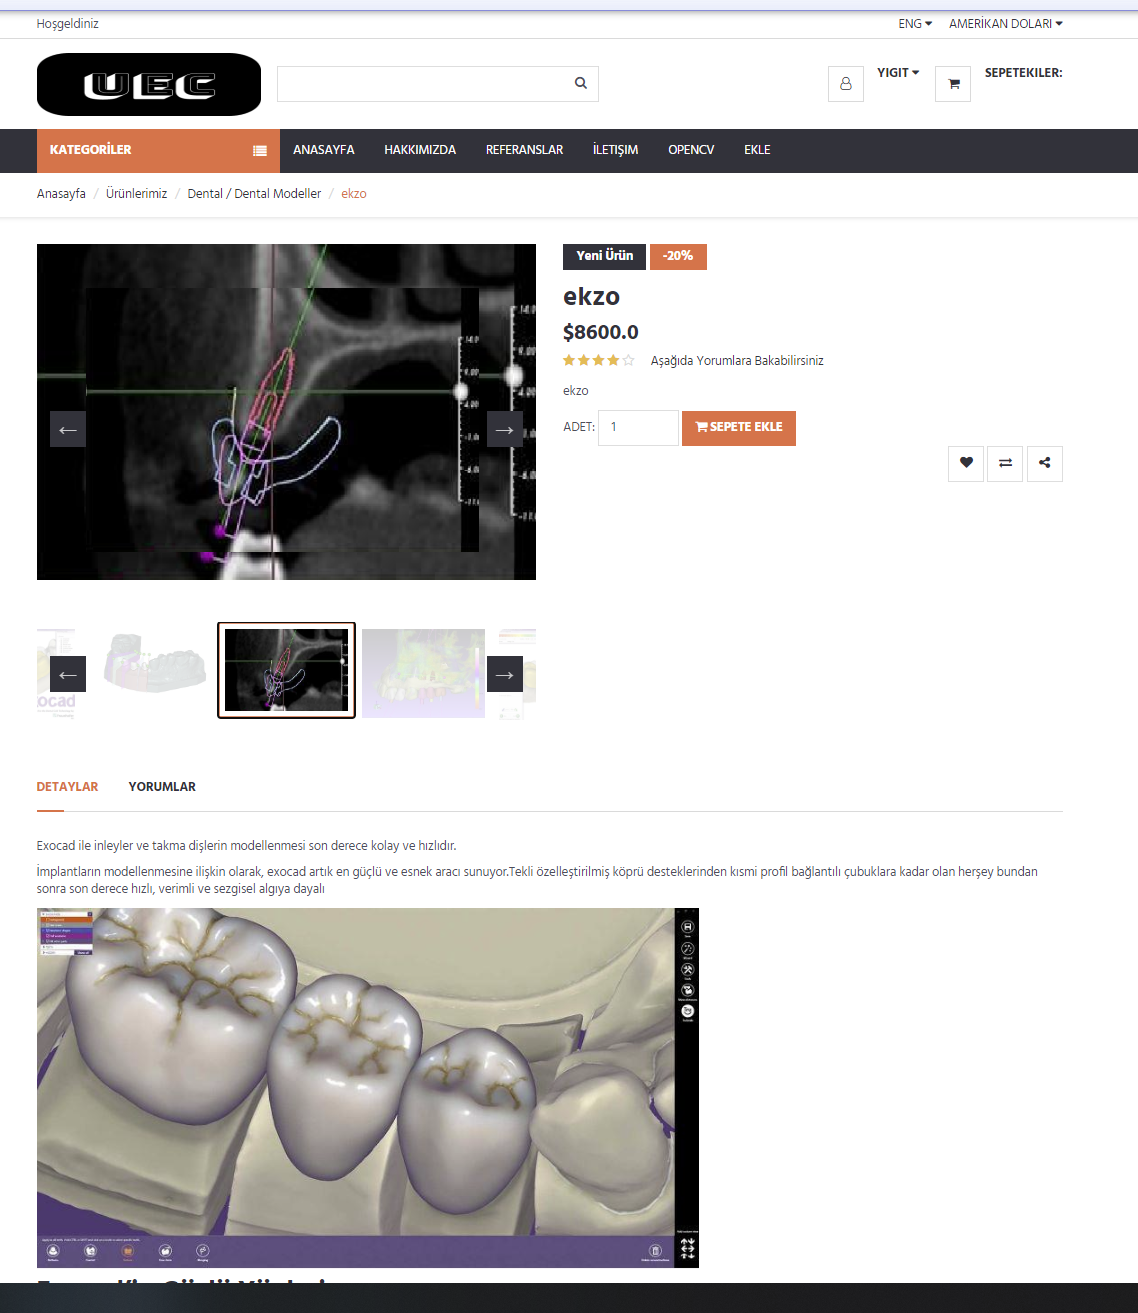 Hoşgeldiniz
ENG
AMERİKAN DOLARI
UEC
YIGIT
SEPETEKILER:
KATEGORİLER
ANASAYFA
HAKKIMIZDA
REFERANSLAR
İLETIŞIM
OPENCV
EKLE
Anasayfa / Ürünlerimiz / Dental / Dental Modeller / ekzo
Yeni Ürün
-20%
ekzo
$8600.0
Aşağıda Yorumlara Bakabilirsiniz
ekzo
ADET: 1
SEPETE EKLE
ocad
DETAYLAR
YORUMLAR
Exocad ile inleyler ve takma dişlerin modellenmesi son derece kolay ve hızlıdır.
İmplantların modellenmesine ilişkin olarak, exocad artık en güçlü ve esnek aracı sunuyor.Tekli özelleştirilmiş köprü desteklerinden kısmi profil bağlantılı çubuklara kadar olan herşey bundan
sonra son derece hızlı, verimli ve sezgisel algıya dayalı